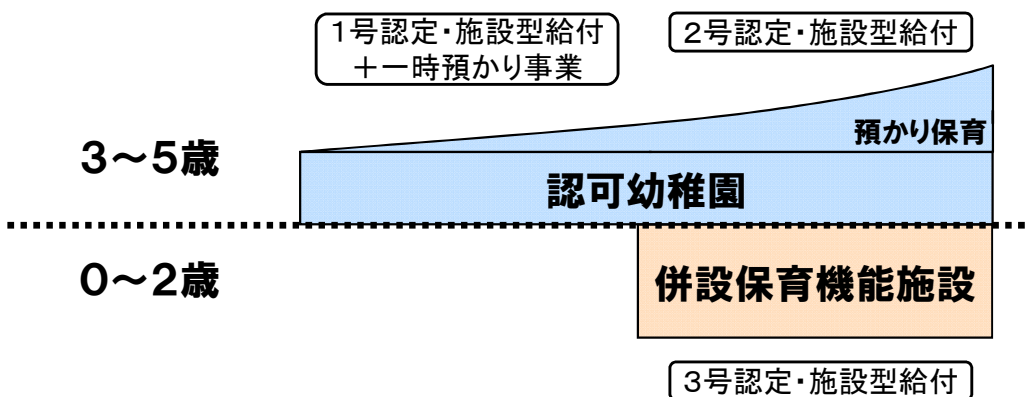 1号認定・施設型給付
＋一時預かり事業
2号認定・施設型給付
預かり保育
3～5歳
認可幼稚園
0～2歳
併設保育機能施設
3号認定・施設型給付